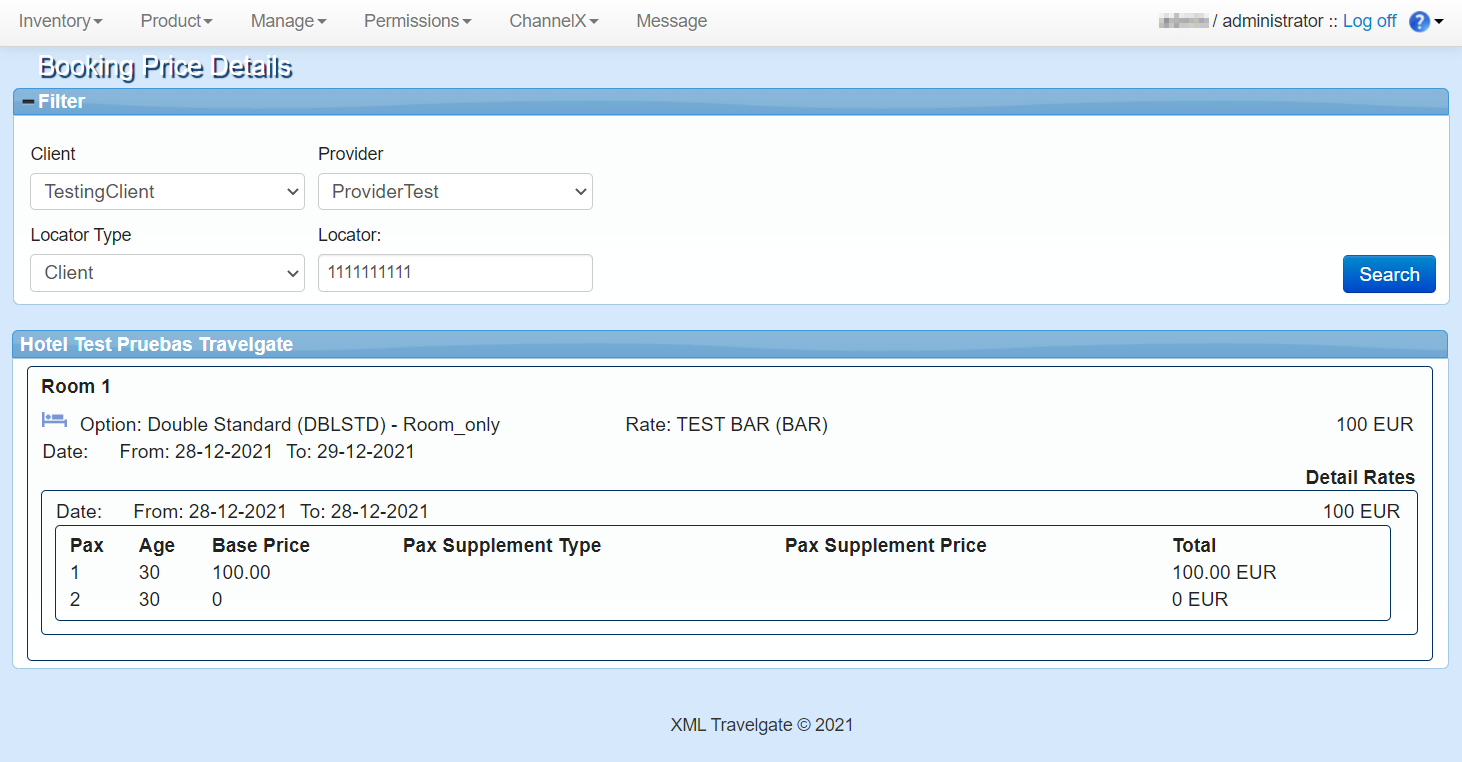 Inventory Product Manage Permissions ChannelX Message / administrator :: Log off ?
Booking Price Details
Filter
Client Provider
TestingClient ProviderTest
Locator Type Locator:
Client 1111111111 Search
Hotel Test Pruebas Travelgate
Room 1
Option: Double Standard (DBLSTD) - Room_only Rate: TEST BAR (BAR) 100 EUR
Date: From: 28-12-2021 To: 29-12-2021
Detail Rates
Date: From: 28-12-2021 To: 28-12-2021 100 EUR
Pax Age Base Price Pax Supplement Type Pax Supplement Price Total
1 30 100.00 100.00 EUR
2 30 0 0 EUR
XML Travelgate © 2021